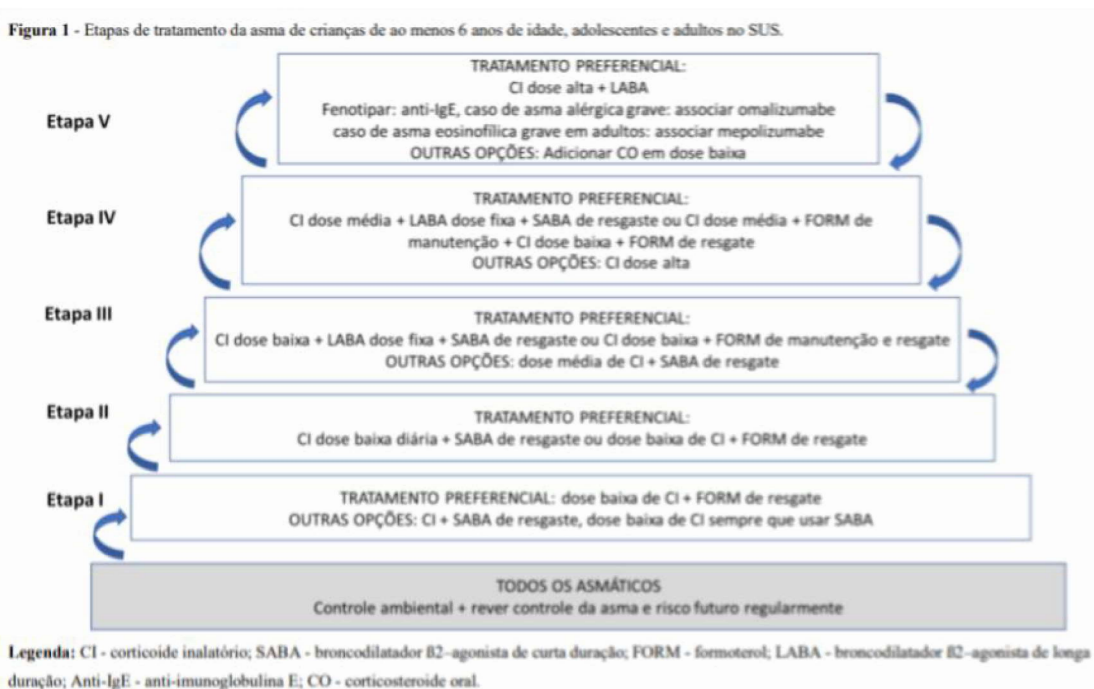 Figura 1 - Etapas de tratamento da asma de crianças de ao menos 6 anos de idade, adolescentes e adultos no SUS.
Etapa V
TRATAMENTO PREFERENCIAL:
CI dose alta + LABA
Fenotipar: anti-IgE, caso de asma alérgica grave: associar omalizumabe
caso de asma eosinofílica grave em adultos: associar mepolizumabe
OUTRAS OPÇÕES: Adicionar CO em dose baixa
Etapa IV
TRATAMENTO PREFERENCIAL:
CI dose média + LABA dose fixa + SABA de resgaste ou CI dose média + FORM de
manutenção + CI dose baixa + FORM de resgate
OUTRAS OPÇÕES: CI dose alta
Etapa III
TRATAMENTO PREFERENCIAL:
CI dose baixa + LABA dose fixa + SABA de resgaste ou CI dose baixa + FORM de manutenção e resgate
OUTRAS OPÇÕES: dose média de CI + SABA de resgate
Etapa II
TRATAMENTO PREFERENCIAL:
CI dose baixa diária + SABA de resgaste ou dose baixa de CI + FORM de resgate
Etapa I
TRATAMENTO PREFERENCIAL: dose baixa de CI + FORM de resgate
OUTRAS OPÇÕES: CI + SABA de resgaste, dose baixa de CI sempre que usar SABA
TODOS OS ASMÁTICOS
Controle ambiental + rever controle da asma e risco futuro regularmente
Legenda: CI - corticoide inalatório; SABA - broncodilatador ß2–agonista de curta duração; FORM - formoterol; LABA - broncodilatador ß2–agonista de longa
duração; Anti-IgE - anti-imunoglobulina E; CO - corticosteroide oral.